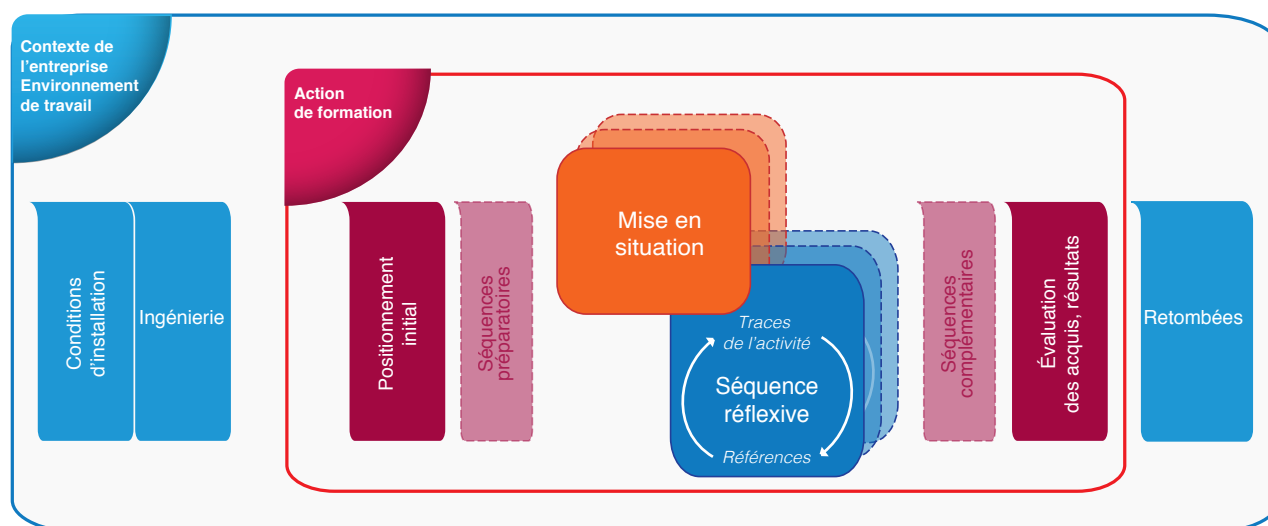 Contexte de
l'entreprise
Environnement
de travail
Action
de formation
Conditions
d'installation
Ingénierie
Positionnement
initial
Séquences
préparatoires
Mise en
situation
Traces
de l'activité
Séquence
réflexive
Références
Séquences
complémentaires
Évaluation
des acquis, résultats
Retombées